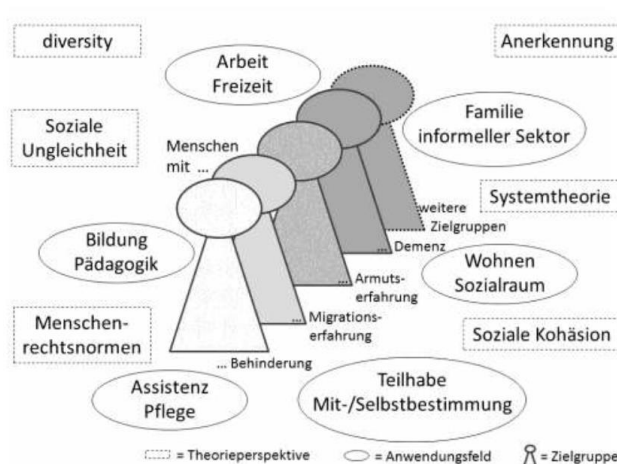 diversity
Anerkennung
Arbeit
Freizeit
Familie
informeller Sektor
Soziale
Ungleichheit
Menschen
mit ...
Systemtheorie
weitere
Zielgruppen
Bildung
Pädagogik
... Demenz
Wohnen
Sozialraum
... Armuts-
erfahrung
Menschen-
rechtsnormen
... Migrations-
erfahrung
Soziale Kohäsion
... Behinderung
Assistenz
Pflege
Teilhabe
Mit-/Selbstbestimmung
= Theorieperspektive
= Anwendungsfeld
= Zielgruppe